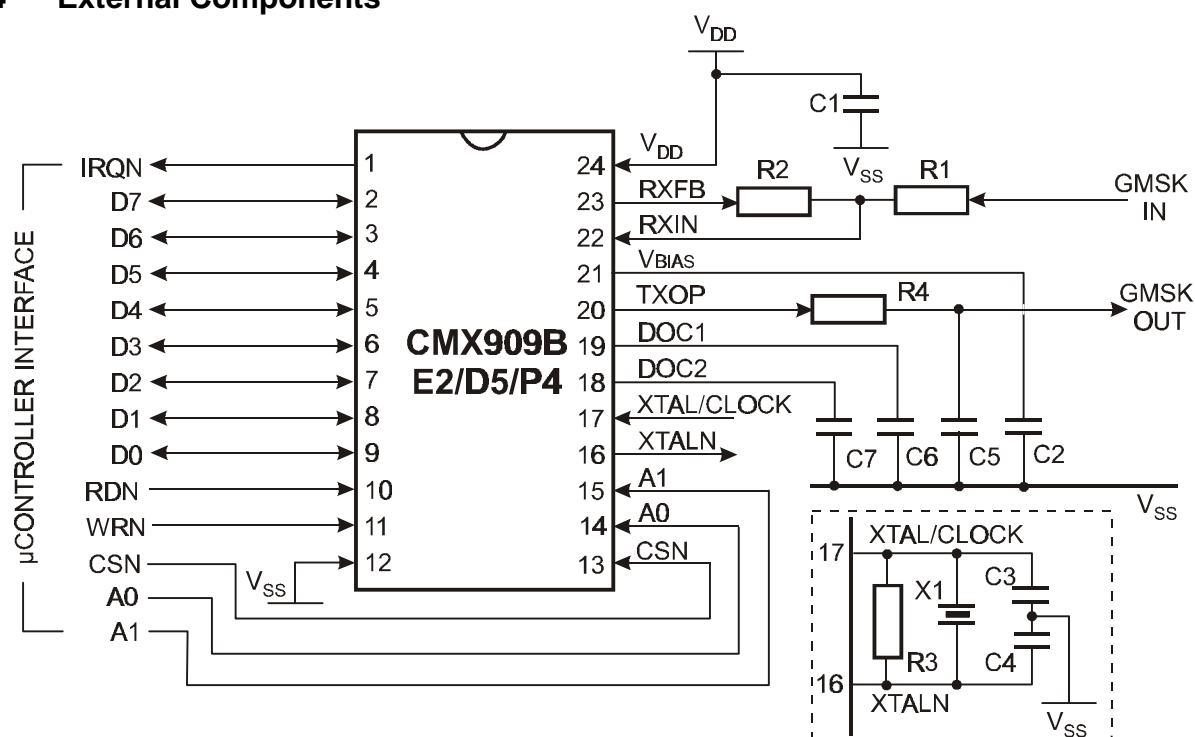 4 External Components
VDD
C1
VSS
IRQN 1
D7 2
D6 3
D5 4
D4 5
D3 6
D2 7
D1 8
D0 9
RDN 10
WRN 11
CSN
VSS 12
A0
A1
µCONTROLLER INTERFACE
CMX909B
E2/D5/P4
24 VDD
23 RXFB
R2
R1
GMSK
IN
22 RXIN
21 VBIAS
20 TXOP
R4
GMSK
OUT
19 DOC1
18 DOC2
17 XTAL/CLOCK
16 XTALN
15 A1
14 A0
13 CSN
C7 C6 C5 C2
VSS
17 XTAL/CLOCK
X1
C3
R3
C4
16
XTALN
VSS